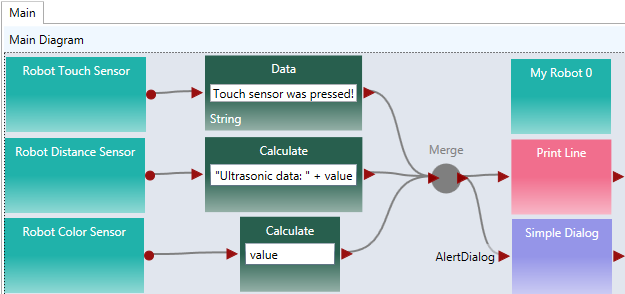 Main
Main Diagram
Robot Touch Sensor
Data
Touch sensor was pressed!
String
My Robot 0
Robot Distance Sensor
Calculate
"Ultrasonic data: " + value
Merge
Print Line
Robot Color Sensor
Calculate
value
AlertDialog
Simple Dialog